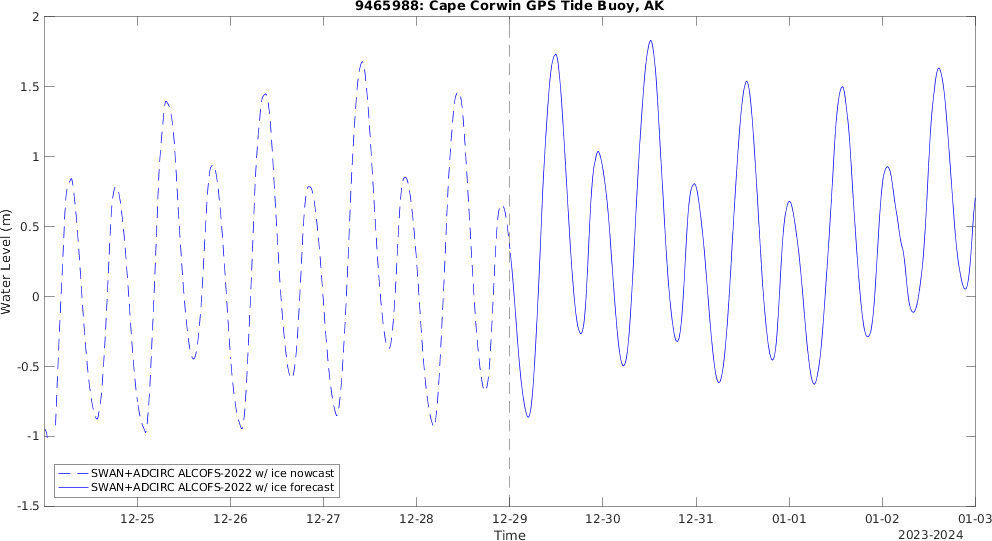 9465988: Cape Corwin GPS Tide Buoy, AK
Water Level (m)
2
1.5
1
0.5
0
-0.5
-1
-1.5
SWAN+ADCIRC ALCOFS-2022 w/ ice nowcast
SWAN+ADCIRC ALCOFS-2022 w/ ice forecast
12-25 12-26 12-27 12-28 12-29 12-30 12-31 01-01 01-02 01-03
Time
2023-2024